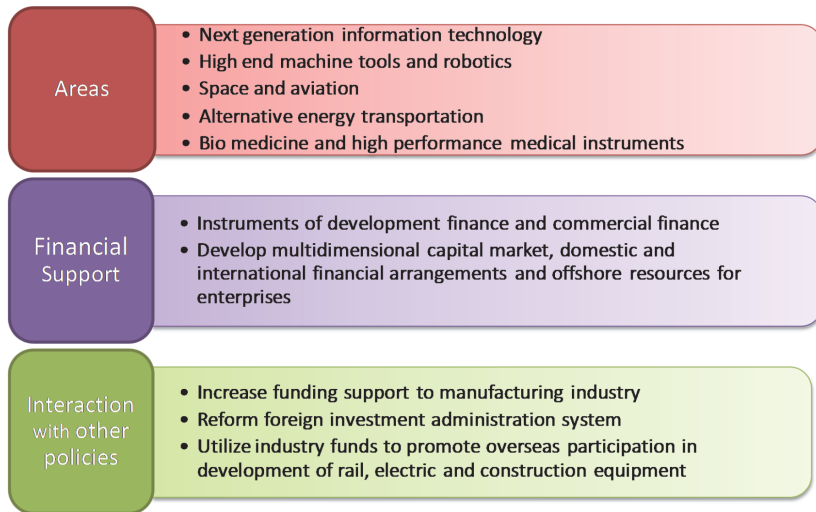 Areas
• Next generation information technology
• High end machine tools and robotics
• Space and aviation
• Alternative energy transportation
• Bio medicine and high performance medical instruments
Financial
Support
• Instruments of development finance and commercial finance
• Develop multidimensional capital market, domestic and
international financial arrangements and offshore resources for
enterprises
Interaction
with other
policies
• Increase funding support to manufacturing industry
• Reform foreign investment administration system
• Utilize industry funds to promote overseas participation in
development of rail, electric and construction equipment